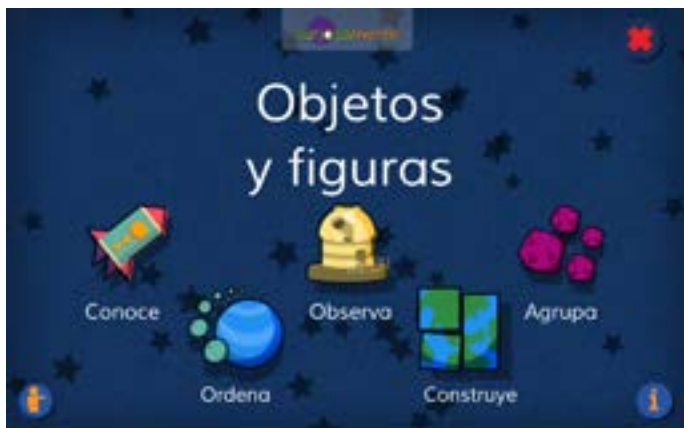 Objetos
y figuras
Conoce
Observa
Agrupa
Ordena
Construye
i